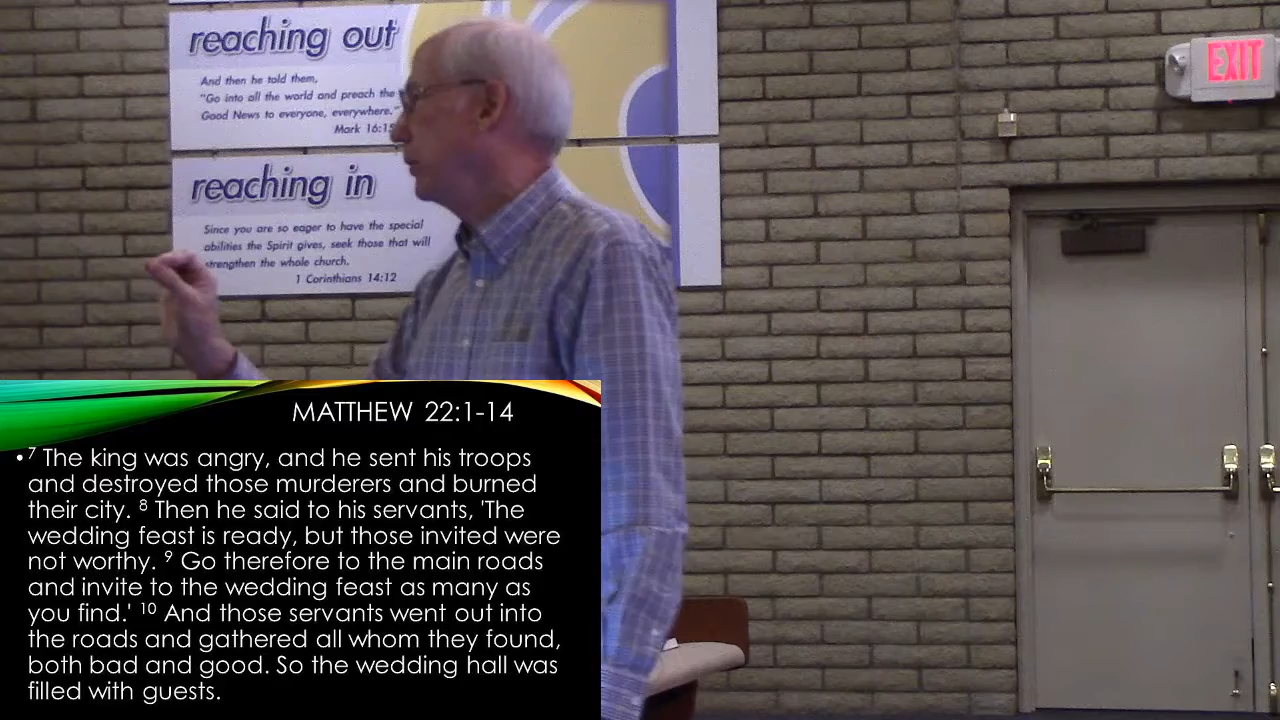 reaching out
And then he told them,
"Go into all the world and preach the
Good News to everyone, everywhere."
Mark 16:15
reaching in
Since you are so eager to have the special
abilities the Spirit gives, seek those that will
strengthen the whole church.
1 Corinthians 14:12
EXIT
MATTHEW 22:1-14
• 7 The king was angry, and he sent his troops
and destroyed those murderers and burned
their city. 8 Then he said to his servants, 'The
wedding feast is ready, but those invited were
not worthy. 9 Go therefore to the main roads
and invite to the wedding feast as many as
you find.' 10 And those servants went out into
the roads and gathered all whom they found,
both bad and good. So the wedding hall was
filled with guests.